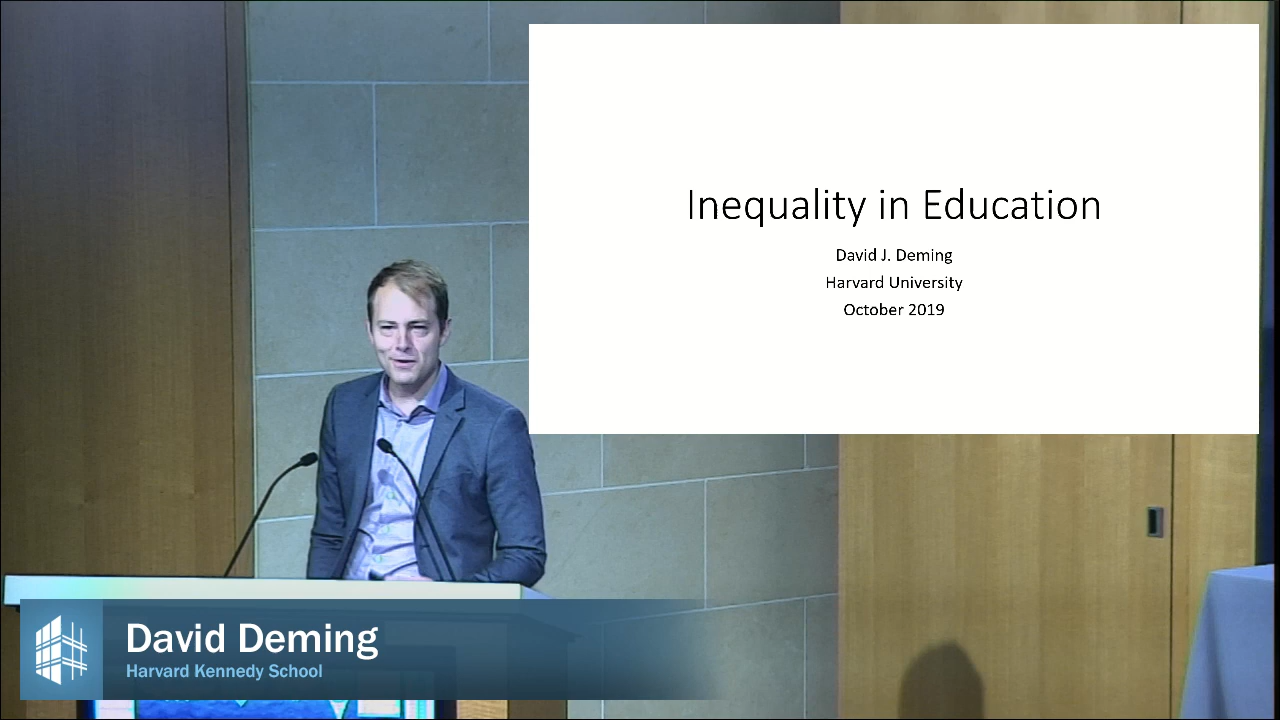 Inequality in Education
David J. Deming
Harvard University
October 2019
David Deming
Harvard Kennedy School